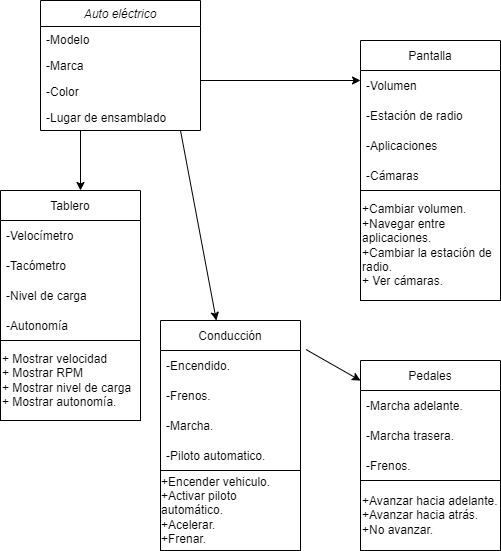 Auto eléctrico
-Modelo
-Marca
-Color
-Lugar de ensamblado
Pantalla
-Volumen
-Estación de radio
-Aplicaciones
-Cámaras
+Cambiar volumen.
+Navegar entre
aplicaciones.
+Cambiar la estación de
radio.
+ Ver cámaras.
Tablero
-Velocímetro
-Tacómetro
-Nivel de carga
-Autonomía
+ Mostrar velocidad
+ Mostrar RPM
+ Mostrar nivel de carga
+ Mostrar autonomía.
Conducción
-Encendido.
-Frenos.
-Marcha.
-Piloto automatico.
+Encender vehiculo.
+Activar piloto
automático.
+Acelerar.
+Frenar.
Pedales
-Marcha adelante.
-Marcha trasera.
-Frenos.
+Avanzar hacia adelante.
+Avanzar hacia atrás.
+No avanzar.